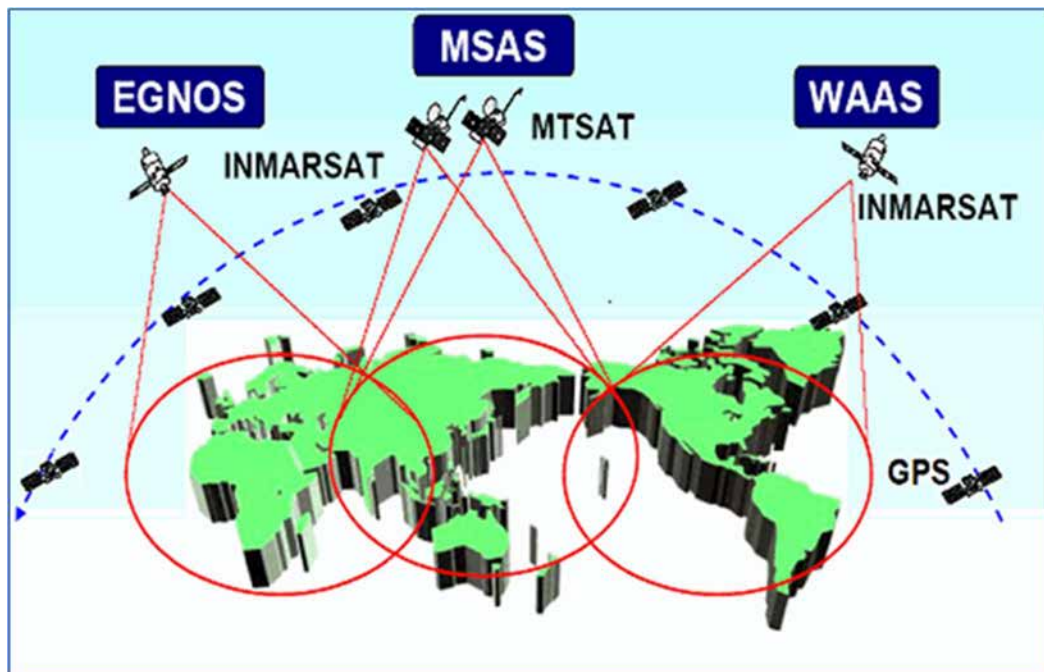 MSAS
EGNOS
WAAS
MTSAT
INMARSAT
INMARSAT
GPS